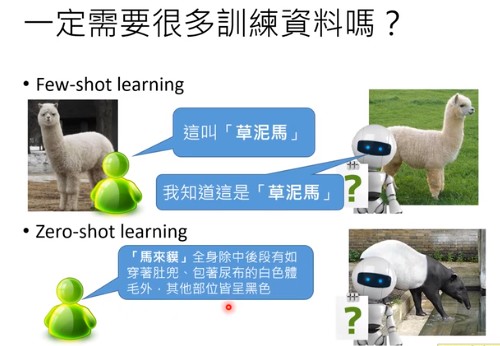 一定需要很多訓練資料嗎？
• Few-shot learning
這叫「草泥馬」
我知道這是「草泥馬」
?
• Zero-shot learning
「馬來貘」全身除中後段有如
穿著肚兜、包著尿布的白色體
毛外，其他部位皆呈黑色
?